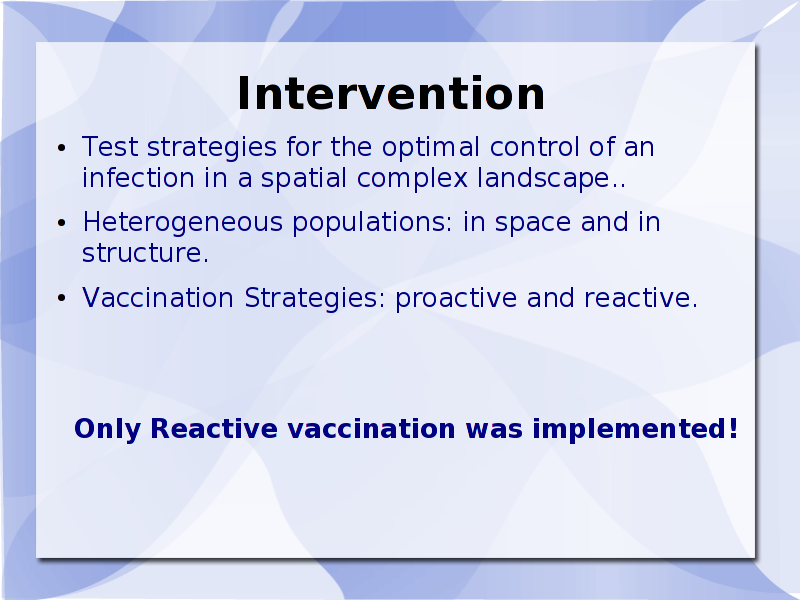 Intervention
• Test strategies for the optimal control of an
infection in a spatial complex landscape..
• Heterogeneous populations: in space and in
structure.
• Vaccination Strategies: proactive and reactive.
Only Reactive vaccination was implemented!